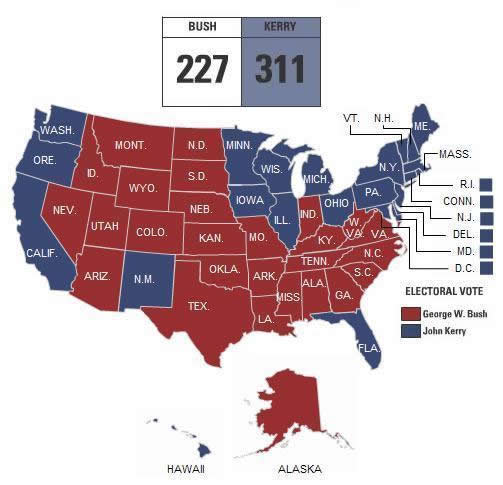 BUSH KERRY
227 311
VT. N.H.
WASH. MONT. N.D. MINN. ME.
ORE. ID. WIS. MICH. N.Y. MASS.
WYO. S.D. R.I.
NEB. IOWA PA. CONN.
NEV. UTAH COLO. ILL. IND. OHIO N.J.
CALIF. KAN. MO. KY. W. VA. VA. DEL.
MD.
ARIZ. N.M. OKLA. ARK. TENN. N.C. D.C.
S.C.
TEX. LA. MISS ALA. GA. ELECTORAL VOTE
George W. Bush
John Kerry
FLA.
HAWAII ALASKA